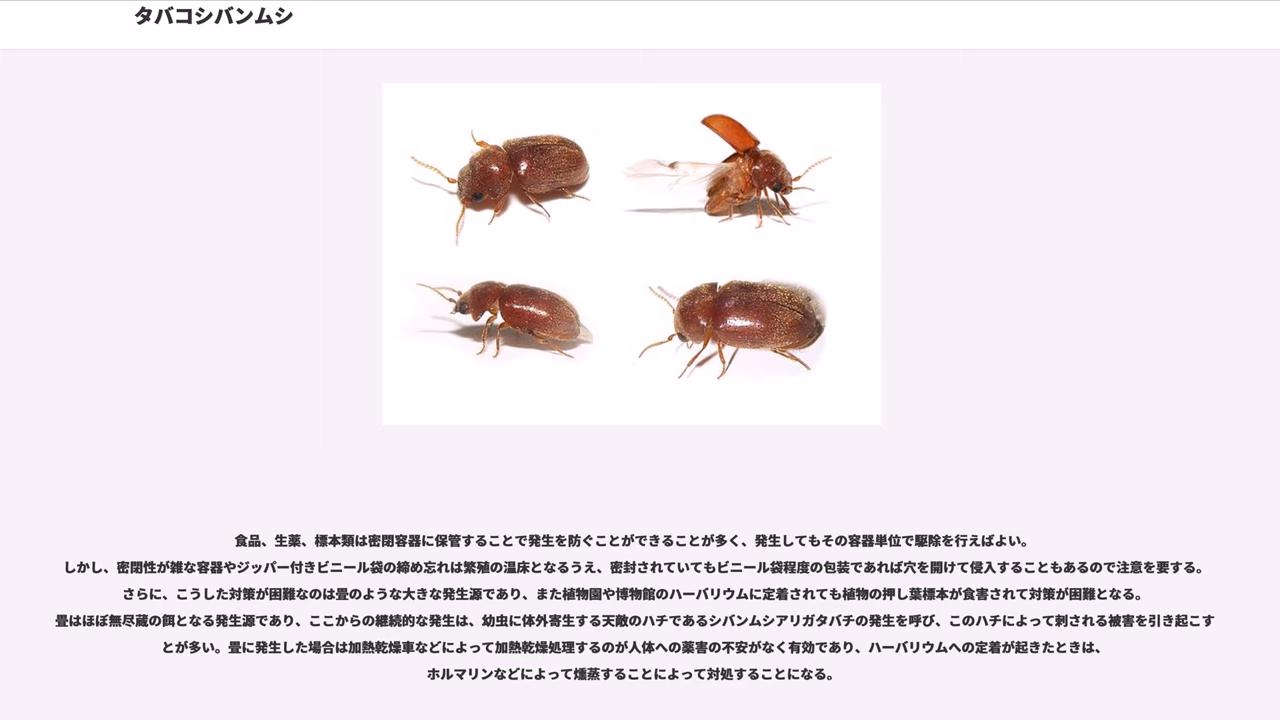 タバコシバンムシ
食品、生薬、標本類は密閉容器に保管することで発生を防ぐことができることが多く、発生してもその容器単位で駆除を行えばよい。
しかし、密閉性が雑な容器やジッパー付きビニール袋の締め忘れは繁殖の温床となるうえ、密封されていてもビニール袋程度の包装であれば穴を開けて侵入することもあるので注意を要する。
さらに、こうした対策が困難なのは畳のような大きな発生源であり、また植物園や博物館のハーバリウムに定着されても植物の押し葉標本が食害されて対策が困難となる。
畳はほぼ無尽蔵の餌となる発生源であり、ここからの継続的な発生は、幼虫に体外寄生する天敵のハチであるシバンムシアリガタバチの発生を呼び、このハチによって刺される被害を引き起こす
とが多い。畳に発生した場合は加熱乾燥車などによって加熱乾燥処理するのが人体への薬害の不安がなく有効であり、ハーバリウムへの定着が起きたときは、
ホルマリンなどによって燻蒸することによって対処することになる。